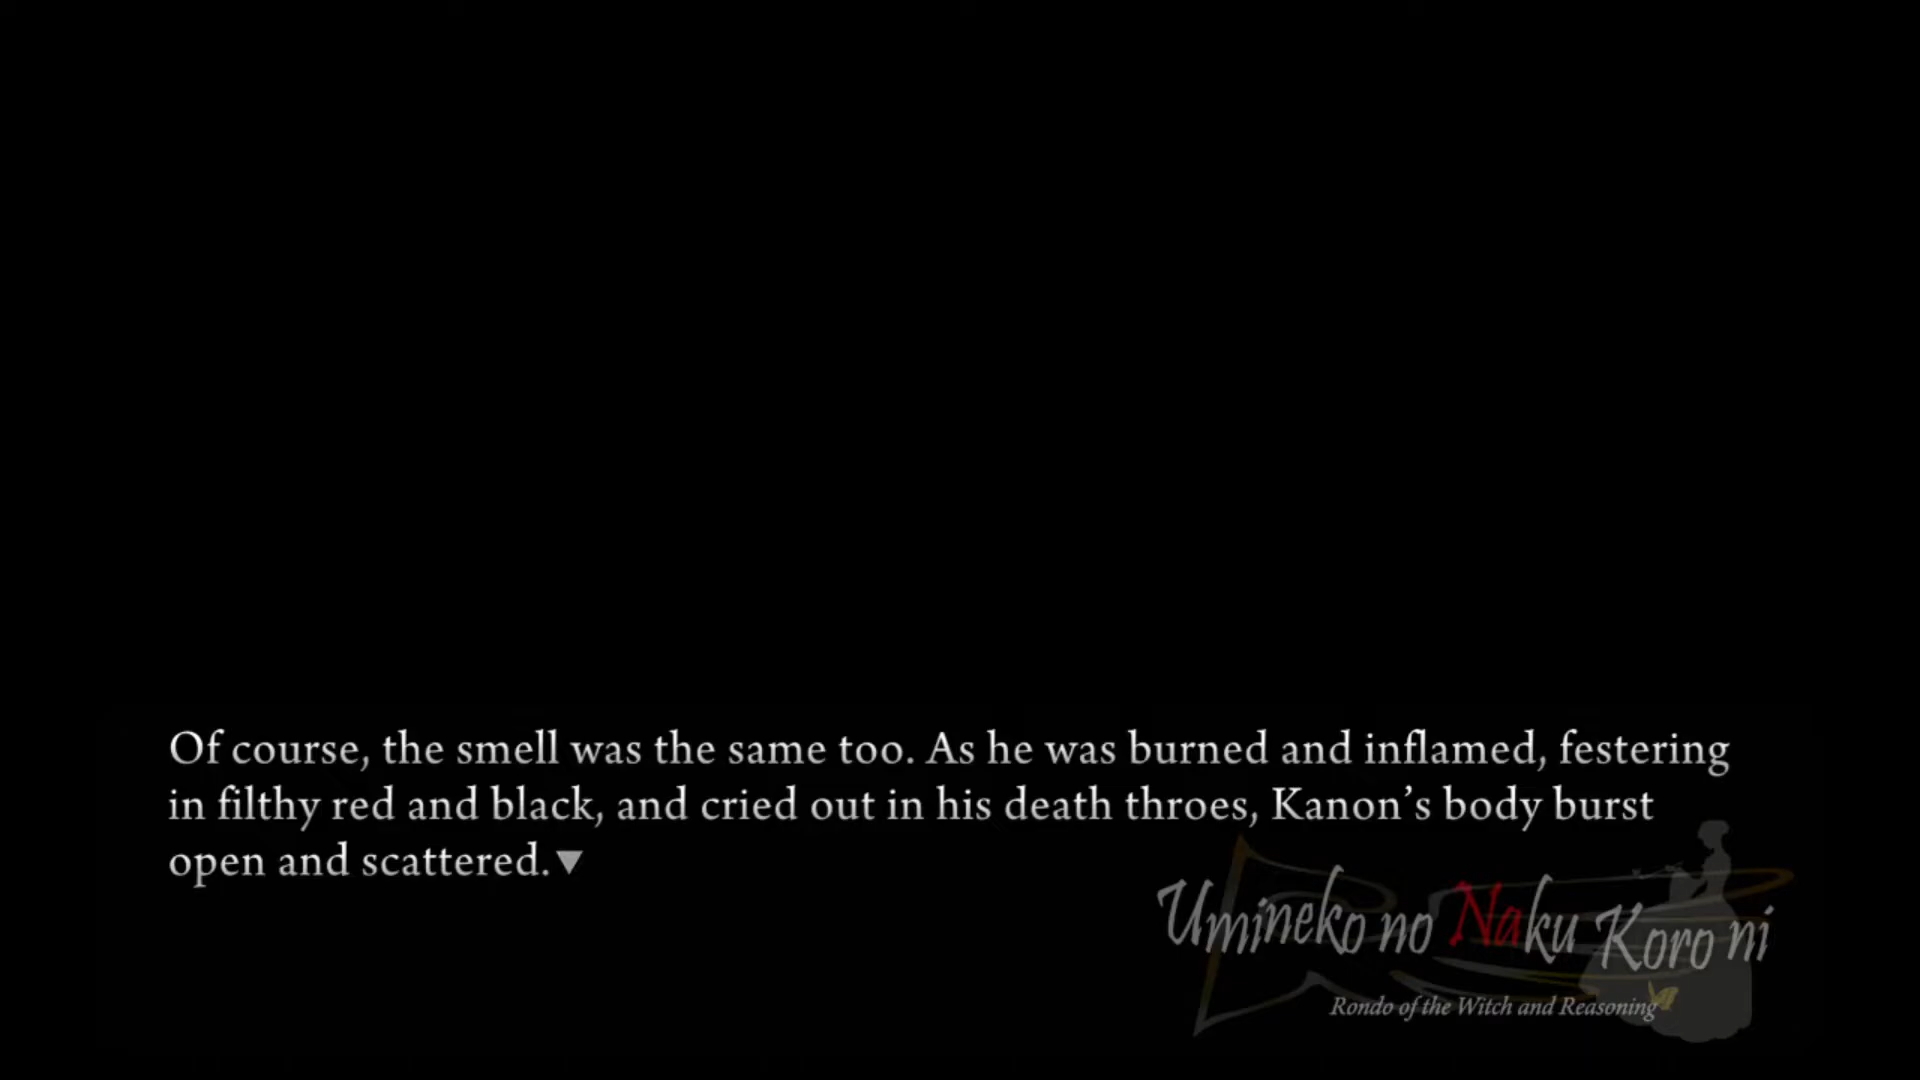 Of course, the smell was the same too. As he was burned and inflamed, festering
in filthy red and black, and cried out in his death throes, Kanon’s body burst
open and scattered.
Umineko no Naku Koro ni
Rondo of the Witch and Reasoning